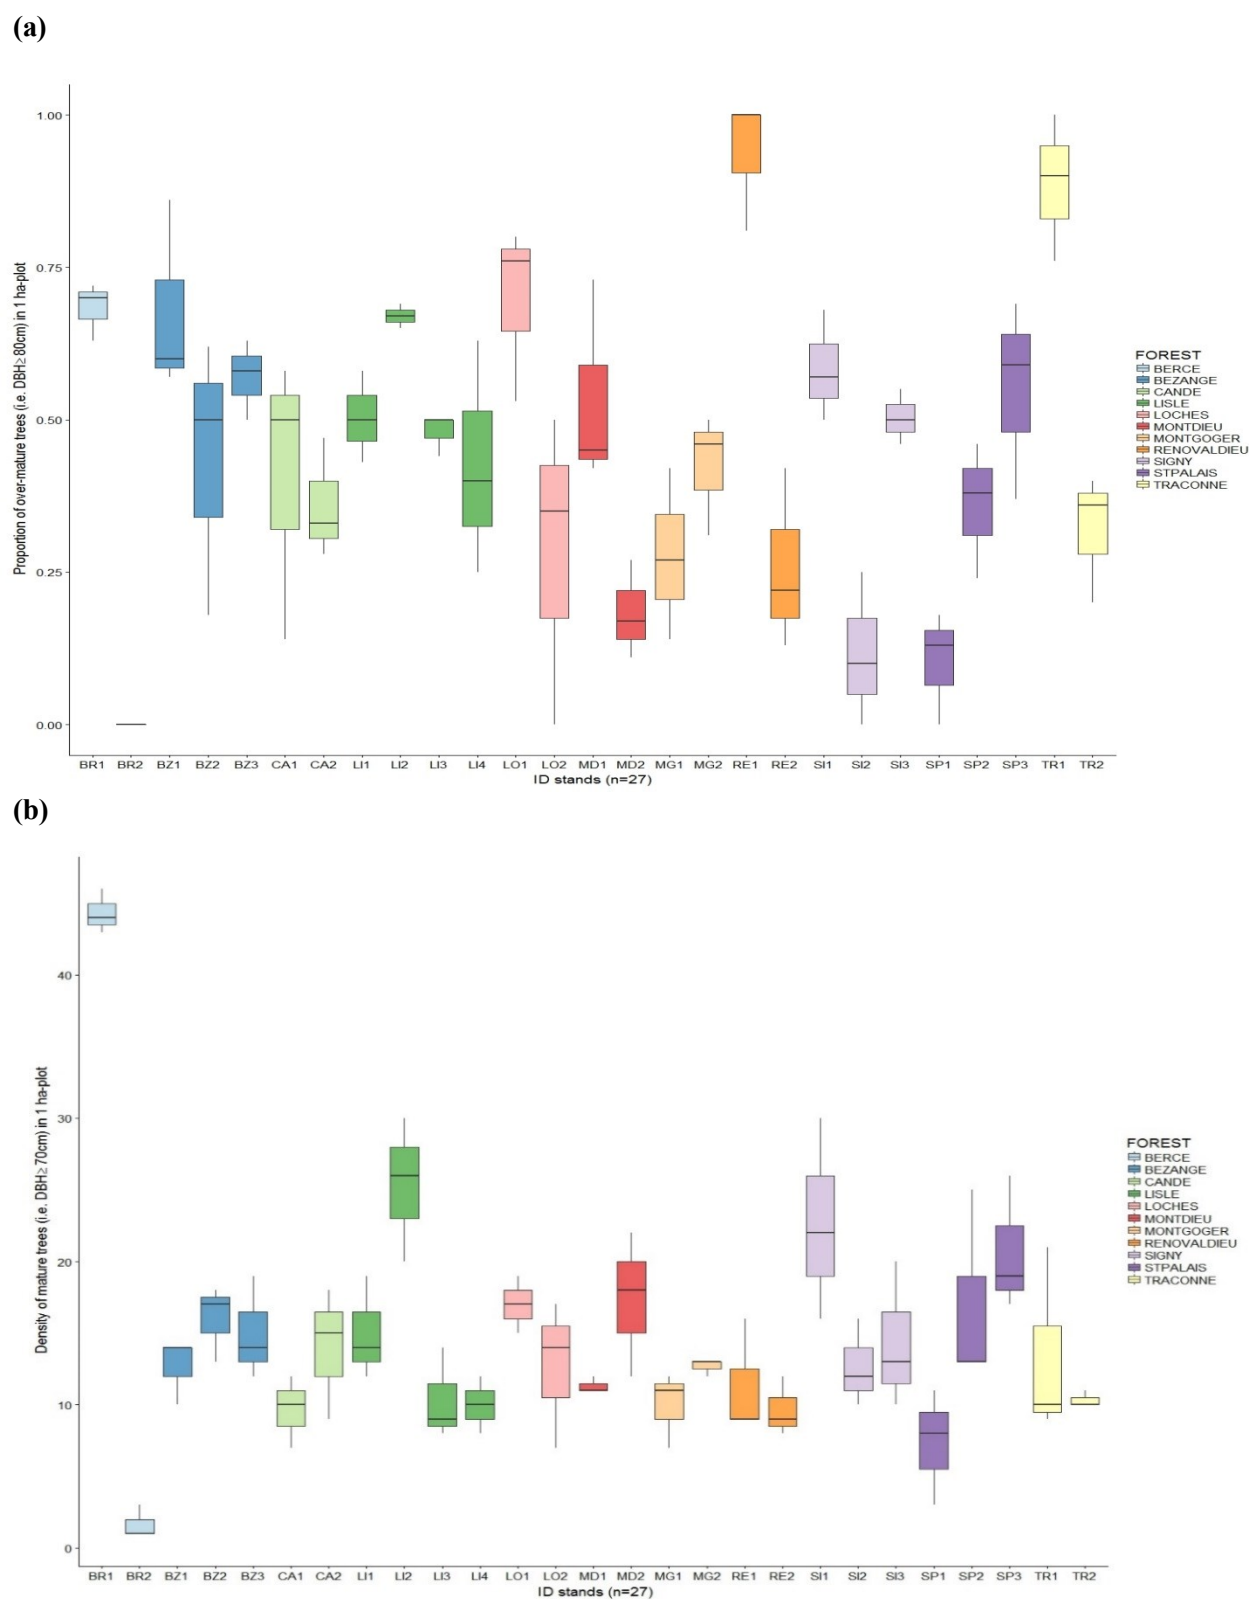 (a)
Proportion of over-mature trees (i.e. DBH≥80cm) in 1 ha-plot
1.00
0.75
0.50
0.25
0.00
BR1 BR2 BZ1 BZ2 BZ3 CA1 CA2 LI1 LI2 LI3 LI4 LO1 LO2 MD1 MD2 MG1 MG2 RE1 RE2 SI1 SI2 SI3 SP1 SP2 SP3 TR1 TR2
ID stands (n=27)
FOREST
BERCE
BEZANGE
CANDE
LISLE
LOCHES
MONTDIEU
MONTGOGER
RENOVALDIEU
SIGNY
STPALAIS
TRACONNE
(b)
Density of mature trees (i.e. DBH≥70cm) in 1 ha-plot
40
30
20
10
0
BR1 BR2 BZ1 BZ2 BZ3 CA1 CA2 LI1 LI2 LI3 LI4 LO1 LO2 MD1 MD2 MG1 MG2 RE1 RE2 SI1 SI2 SI3 SP1 SP2 SP3 TR1 TR2
ID stands (n=27)
FOREST
BERCE
BEZANGE
CANDE
LISLE
LOCHES
MONTDIEU
MONTGOGER
RENOVALDIEU
SIGNY
STPALAIS
TRACONNE